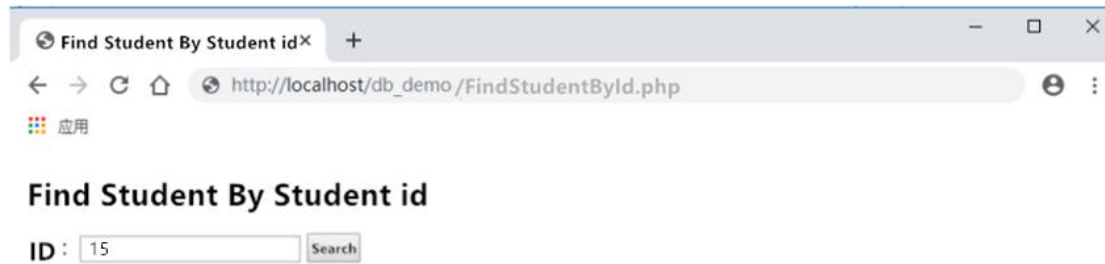 Find Student By Student id
http://localhost/db_demo/FindStudentById.php
应用
Find Student By Student id
ID: 15 Search